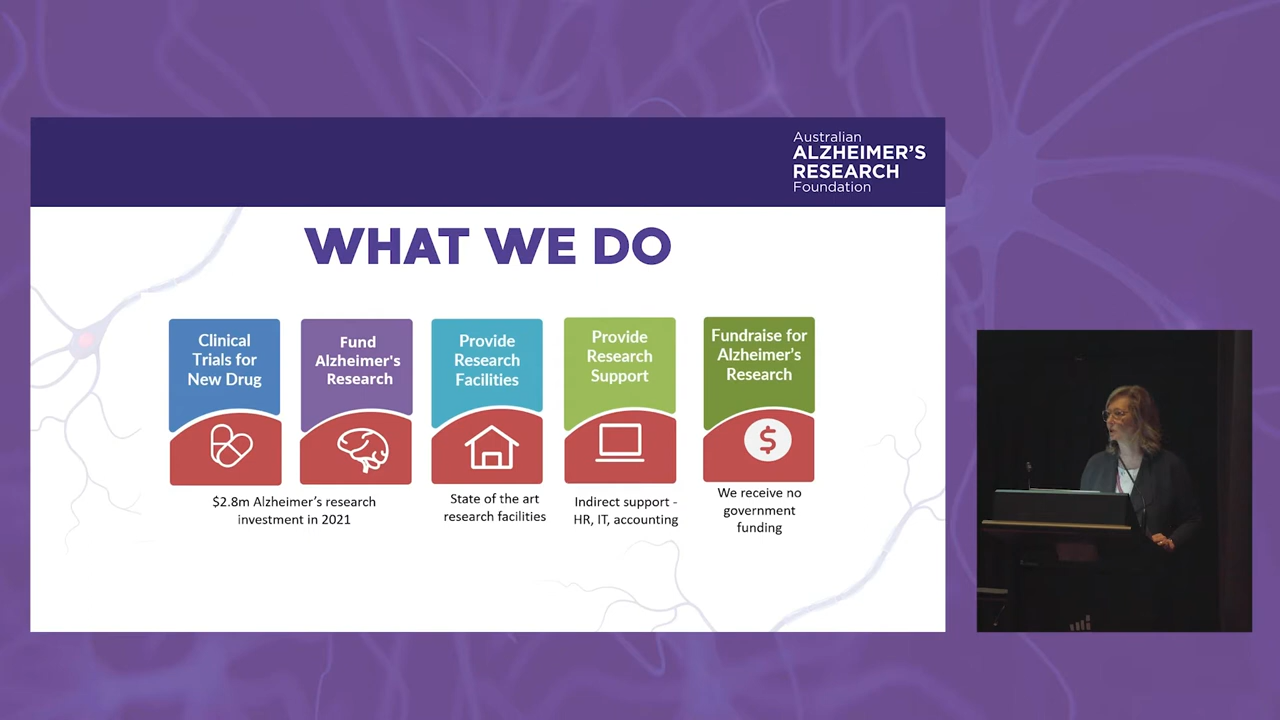 Australian
ALZHEIMER'S
RESEARCH
Foundation
WHAT WE DO
Clinical
Trials for
New Drug
Fund
Alzheimer's
Research
Provide
Research
Facilities
Provide
Research
Support
Fundraise for
Alzheimer's
Research
$2.8m Alzheimer's research
investment in 2021
State of the art
research facilities
Indirect support -
HR, IT, accounting
We receive no
government
funding